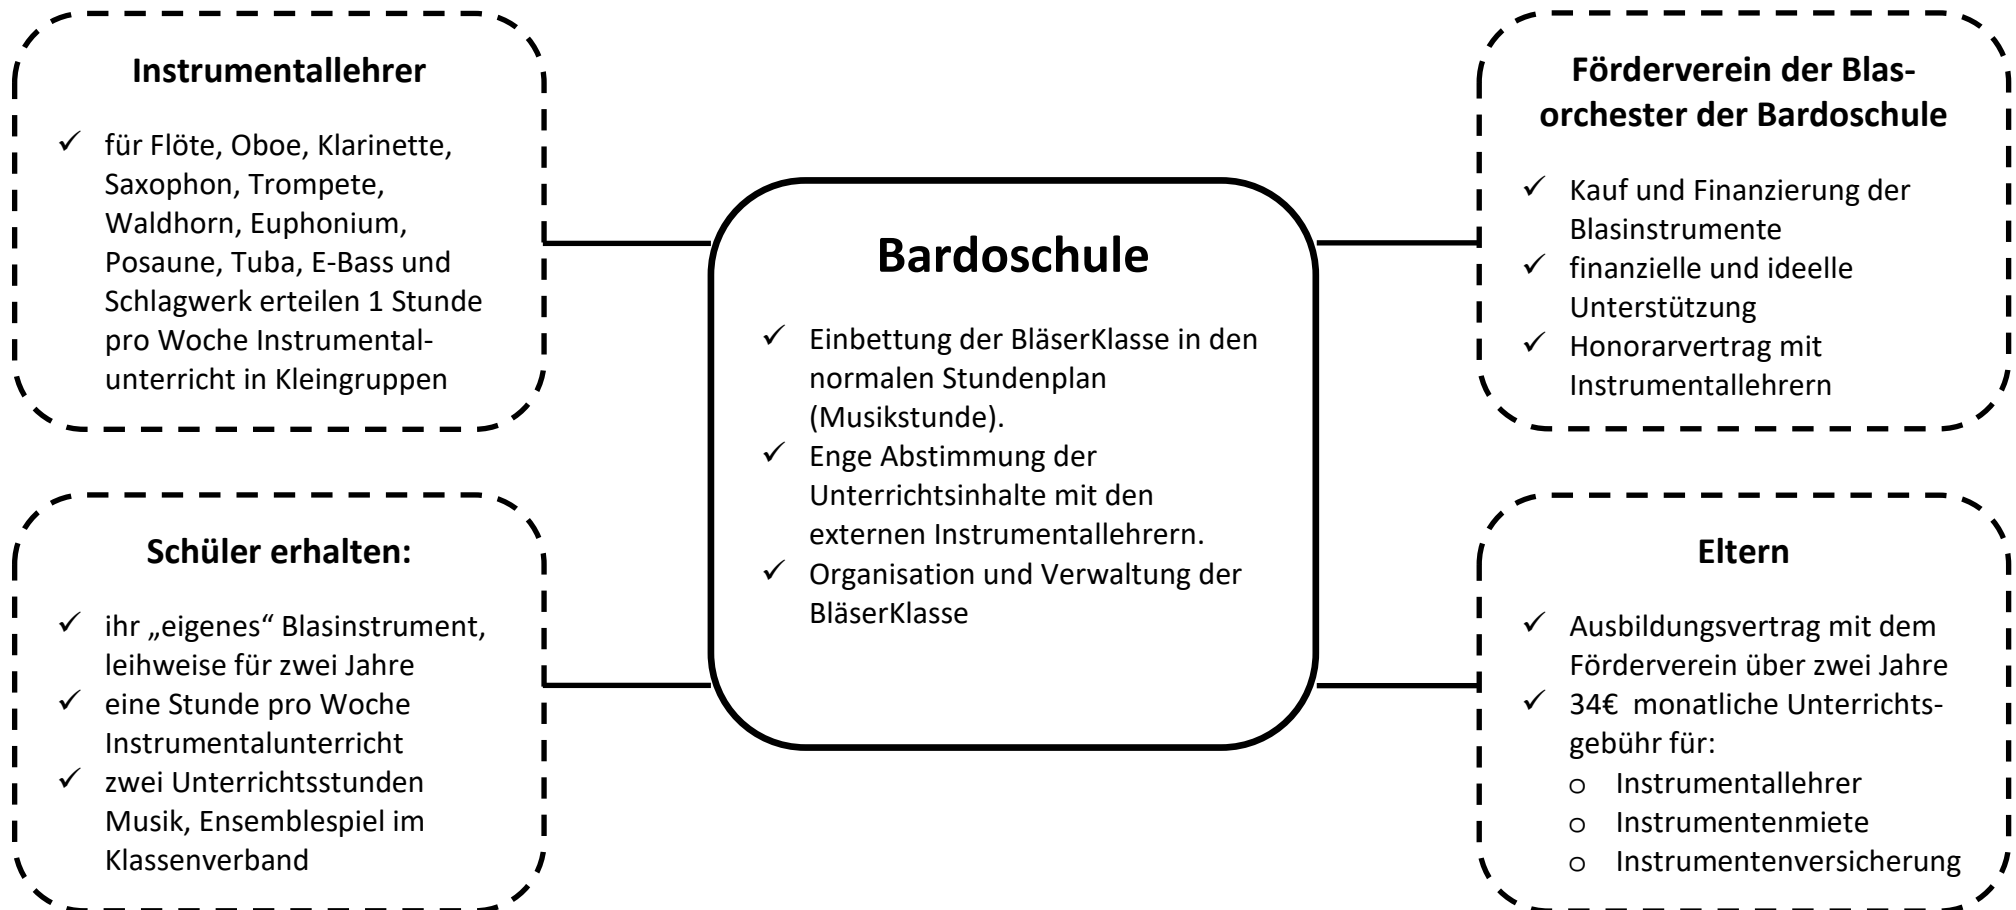 Instrumentallehrer
✓ für Flöte, Oboe, Klarinette,
Saxophon, Trompete,
Waldhorn, Euphonium,
Posaune, Tuba, E-Bass und
Schlagwerk erteilen 1 Stunde
pro Woche Instrumental-
unterricht in Kleingruppen
Schüler erhalten:
✓ ihr „eigenes“ Blasinstrument,
leihweise für zwei Jahre
✓ eine Stunde pro Woche
Instrumentalunterricht
✓ zwei Unterrichtsstunden
Musik, Ensemblespiel im
Klassenverband
Bardoschule
✓ Einbettung der BläserKlasse in den
normalen Stundenplan
(Musikstunde).
✓ Enge Abstimmung der
Unterrichtsinhalte mit den
externen Instrumentallehrern.
✓ Organisation und Verwaltung der
BläserKlasse
Förderverein der Blas-
orchester der Bardoschule
✓ Kauf und Finanzierung der
Blasinstrumente
✓ finanzielle und ideelle
Unterstützung
✓ Honorarvertrag mit
Instrumentallehrern
Eltern
✓ Ausbildungsvertrag mit dem
Förderverein über zwei Jahre
✓ 34€ monatliche Unterrichts-
gebühr für:
o Instrumentallehrer
o Instrumentenmiete
o Instrumentenversicherung